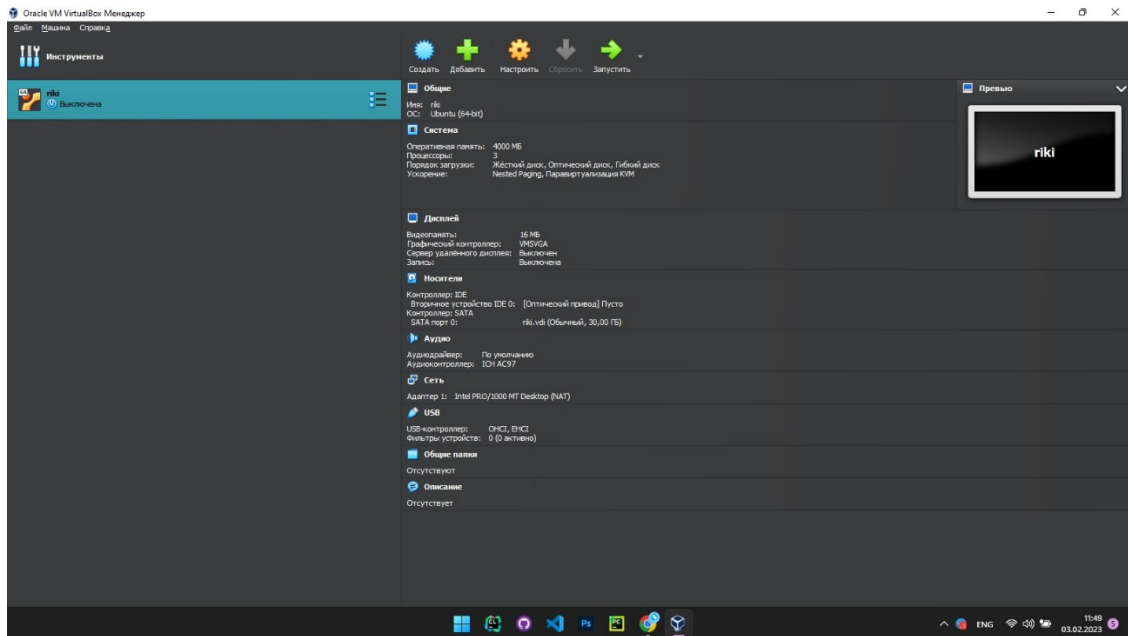 Oracle VM VirtualBox Менеджер
Файл Машина Справка
Инструменты
Создать Добавить Настроить Сбросить Запустить
riki
Выключена
Общие
Имя: riki
ОС: Ubuntu (64-bit)
Превью
riki
Система
Оперативная память: 4000 МБ
Процессоры: 3
Порядок загрузки: Жёсткий диск, Оптический диск, Гибкий диск
Ускорение: Nested Paging, Паравиртуализация KVM
Дисплей
Видеопамять: 16 МБ
Графический контроллер: VMSVGA
Сервер удалённого дисплея: Выключен
Запись: Выключена
Носители
Контроллер: IDE
Вторичное устройство IDE 0: [Оптический привод] Пусто
Контроллер: SATA
SATA порт 0: riki.vdi (Обычный, 30,00 ГБ)
Аудио
Аудиодрайвер: По умолчанию
Аудиоконтроллер: ICH AC97
Сеть
Адаптер 1: Intel PRO/1000 MT Desktop (NAT)
USB
USB-контроллер: OHCI, EHCI
Фильтры устройств: 0 (0 активно)
Общие папки
Отсутствуют
Описание
Отсутствует
CL
Ps
PC
ENG
11:49
03.02.2023
5